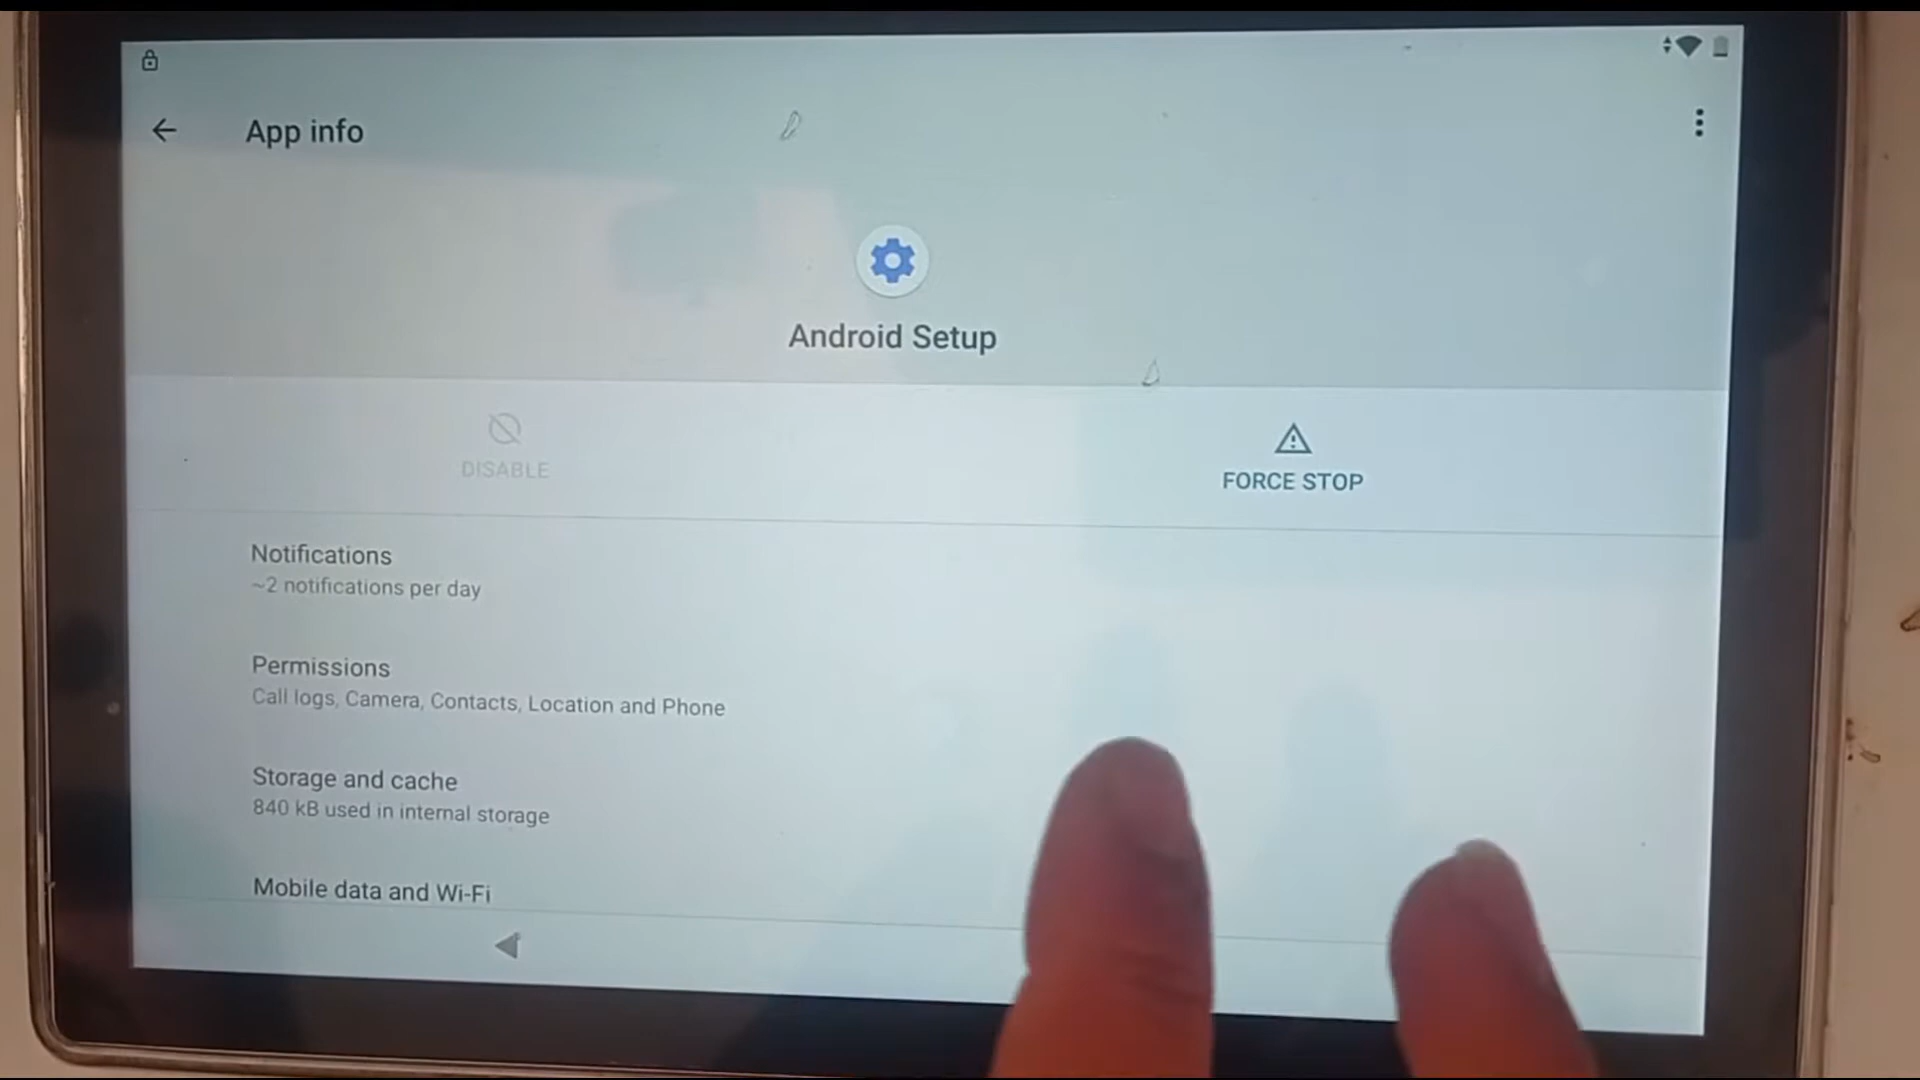 App info
Android Setup
DISABLE
FORCE STOP
Notifications
~2 notifications per day
Permissions
Call logs, Camera, Contacts, Location and Phone
Storage and cache
840 kB used in internal storage
Mobile data and Wi-Fi